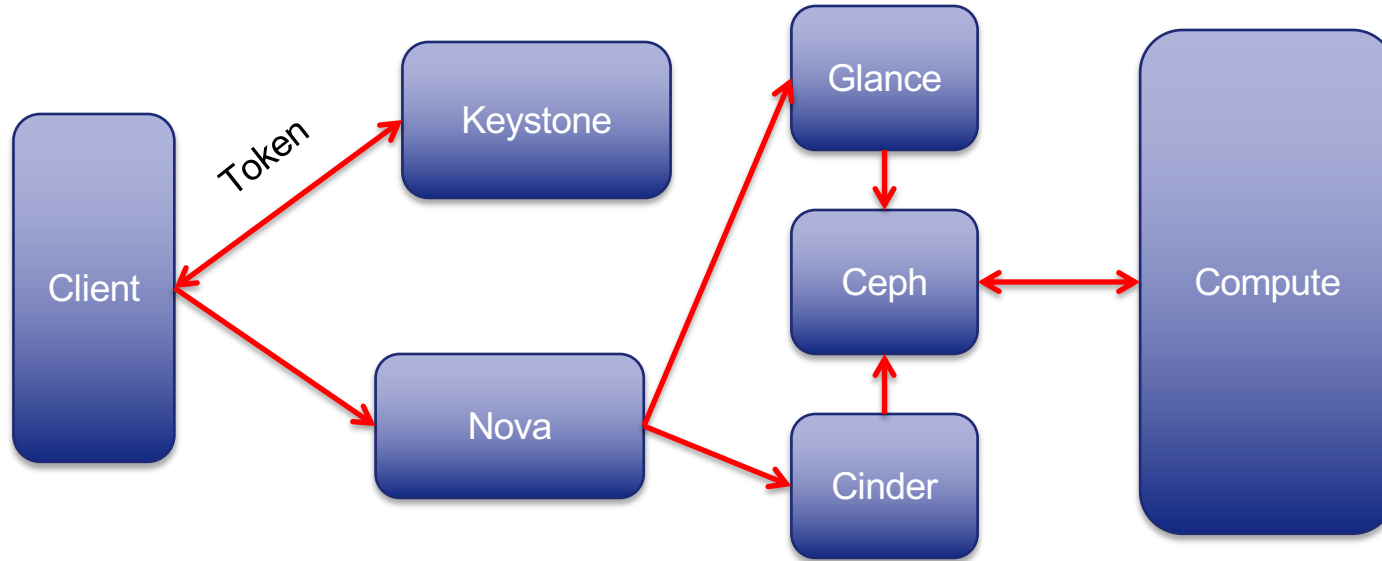 Client
Token
Keystone
Nova
Glance
Ceph
Cinder
Compute